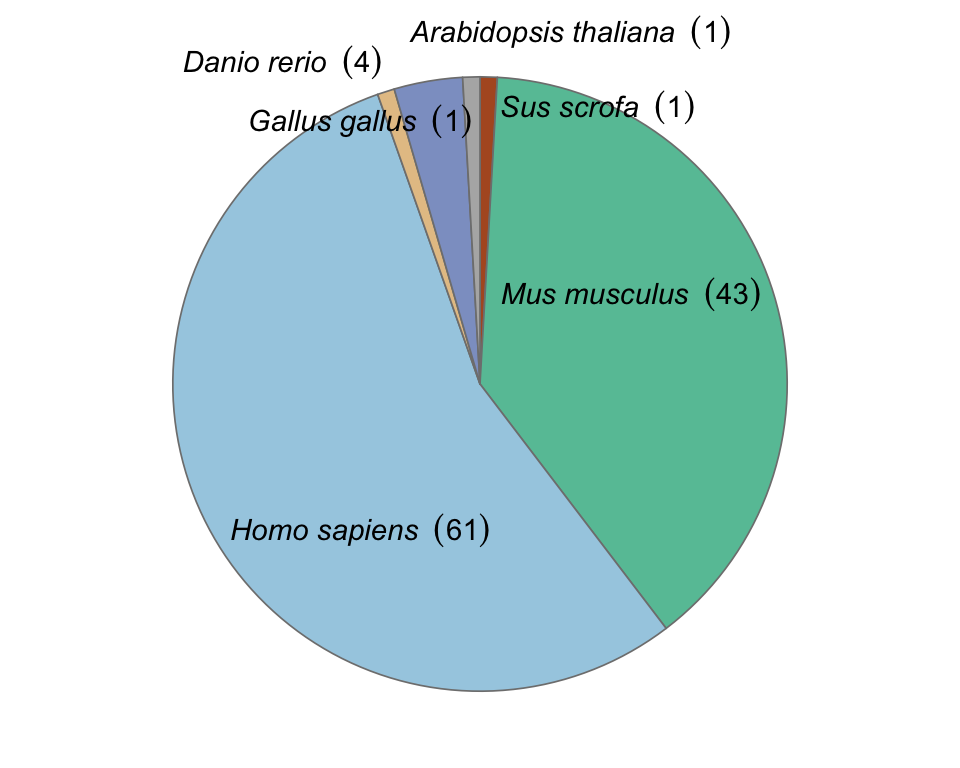 Arabidopsis thaliana (1)
Danio rerio (4)
Sus scrofa (1)
Gallus gallus (1)
Mus musculus (43)
Homo sapiens (61)